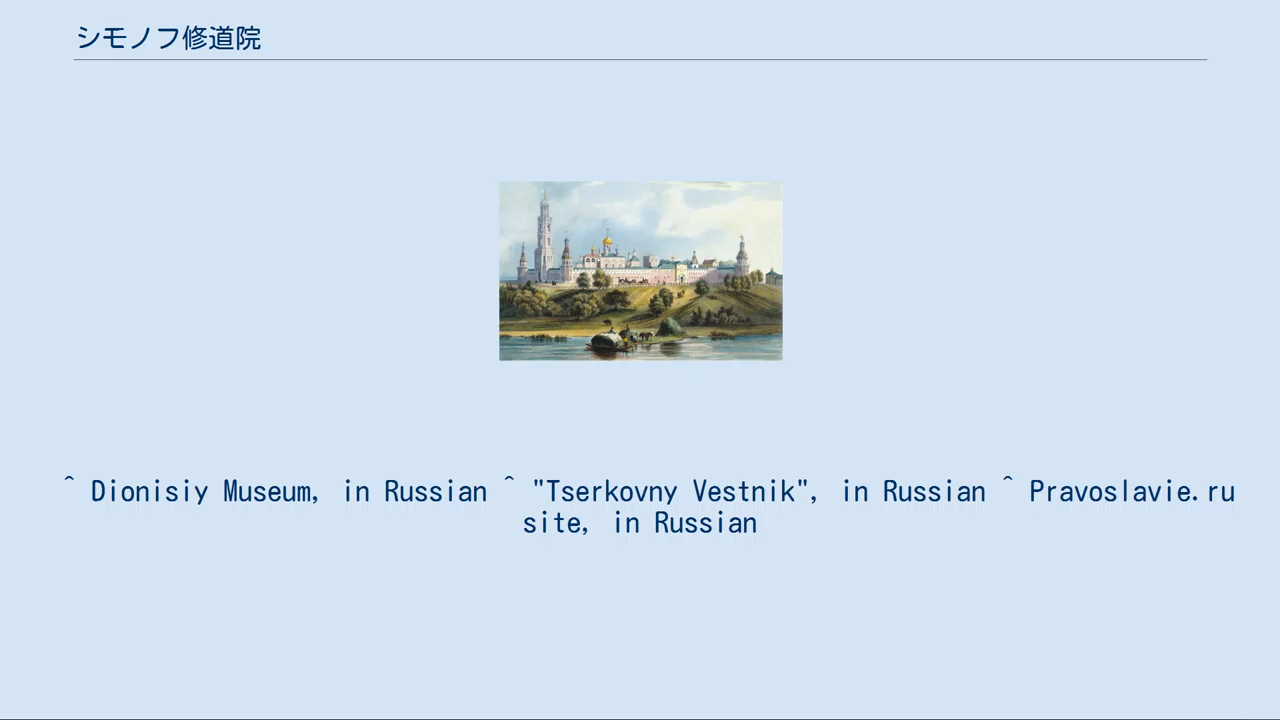 シモノフ修道院
^ Dionisiy Museum, in Russian ^ "Tserkovny Vestnik", in Russian ^ Pravoslavie.ru
site, in Russian